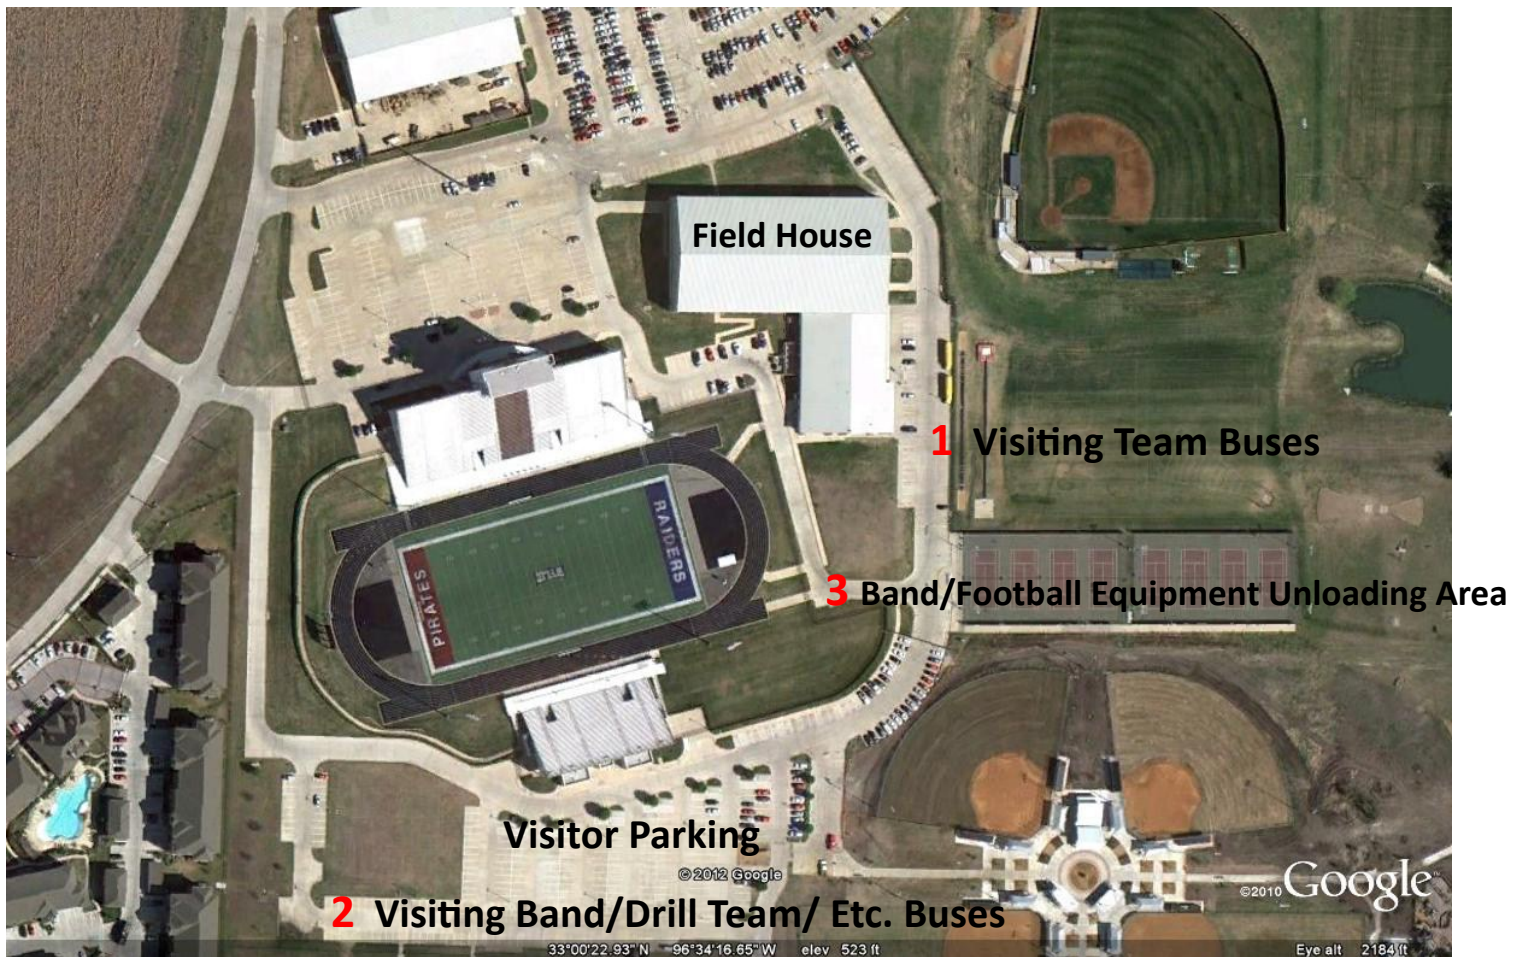 Field House
1 Visiting Team Buses
RAIDERS
PIRATES
WYLIE
3 Band/Football Equipment Unloading Area
Visitor Parking
© 2012 Google
©2010 Google
2 Visiting Band/Drill Team/ Etc. Buses
33°00'22.93" N 96°34'16.65" W elev 523 ft
Eye alt 2184 ft